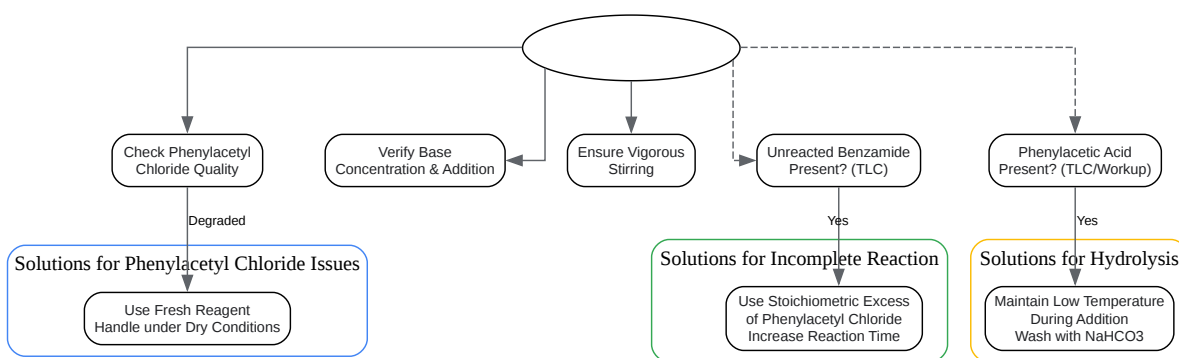 Check Phenylacetyl
Chloride Quality
Verify Base
Concentration & Addition
Ensure Vigorous
Stirring
Unreacted Benzamide
Present? (TLC)
Phenylacetic Acid
Present? (TLC/Workup)
Degraded
Yes
Yes
Solutions for Phenylacetyl Chloride Issues
Use Fresh Reagent
Handle under Dry Conditions
Solutions for Incomplete Reaction
Use Stoichiometric Excess
of Phenylacetyl Chloride
Increase Reaction Time
Solutions for Hydrolysis
Maintain Low Temperature
During Addition
Wash with NaHCO3